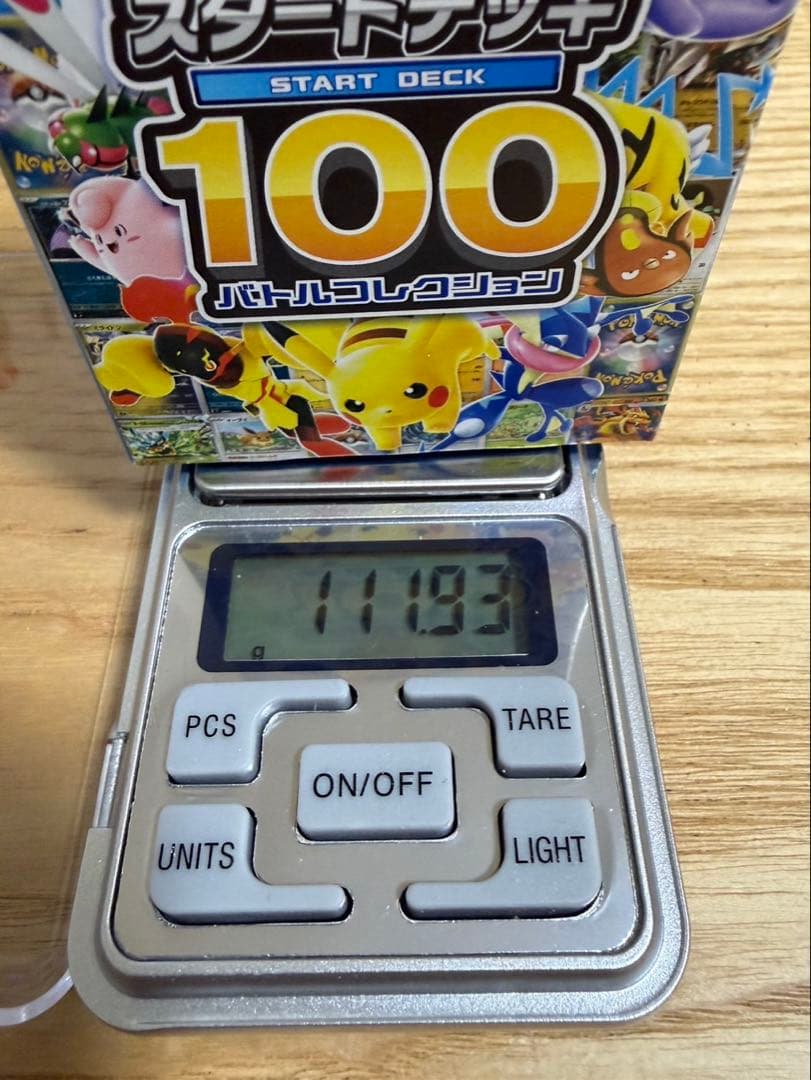 スタートデッキ
START DECK
100
バトルコレクション
POKÉMON
111.93
g
PCS
TARE
ON/OFF
UNITS
LIGHT